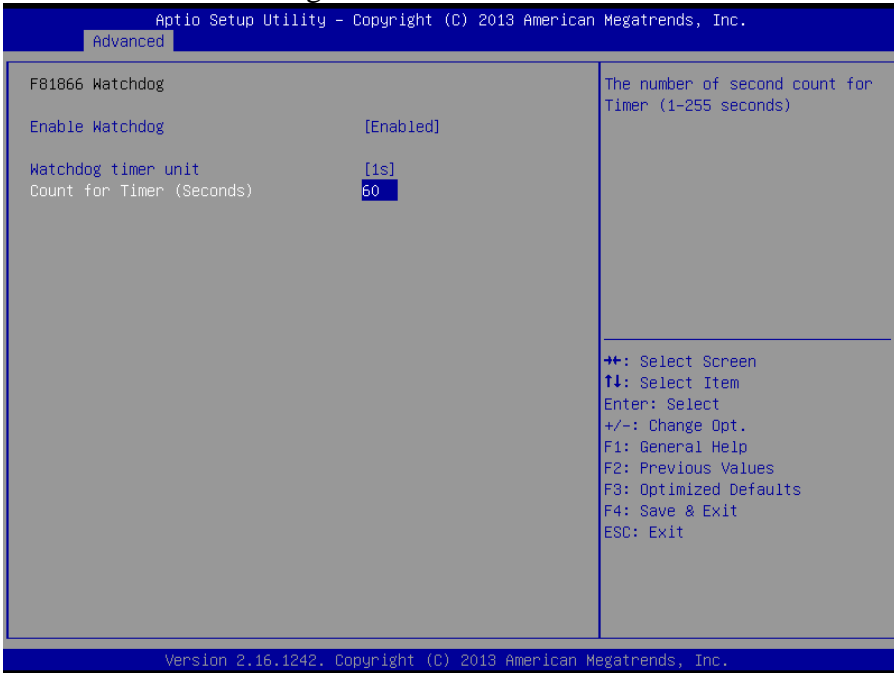 Aptio Setup Utility – Copyright (C) 2013 American Megatrends, Inc.
Advanced
F81866 Watchdog
Enable Watchdog [Enabled]
Watchdog timer unit [1s]
Count for Timer (Seconds) 60
The number of second count for
Timer (1-255 seconds)
→←: Select Screen
↑↓: Select Item
Enter: Select
+/-: Change Opt.
F1: General Help
F2: Previous Values
F3: Optimized Defaults
F4: Save & Exit
ESC: Exit
Version 2.16.1242. Copyright (C) 2013 American Megatrends, Inc.